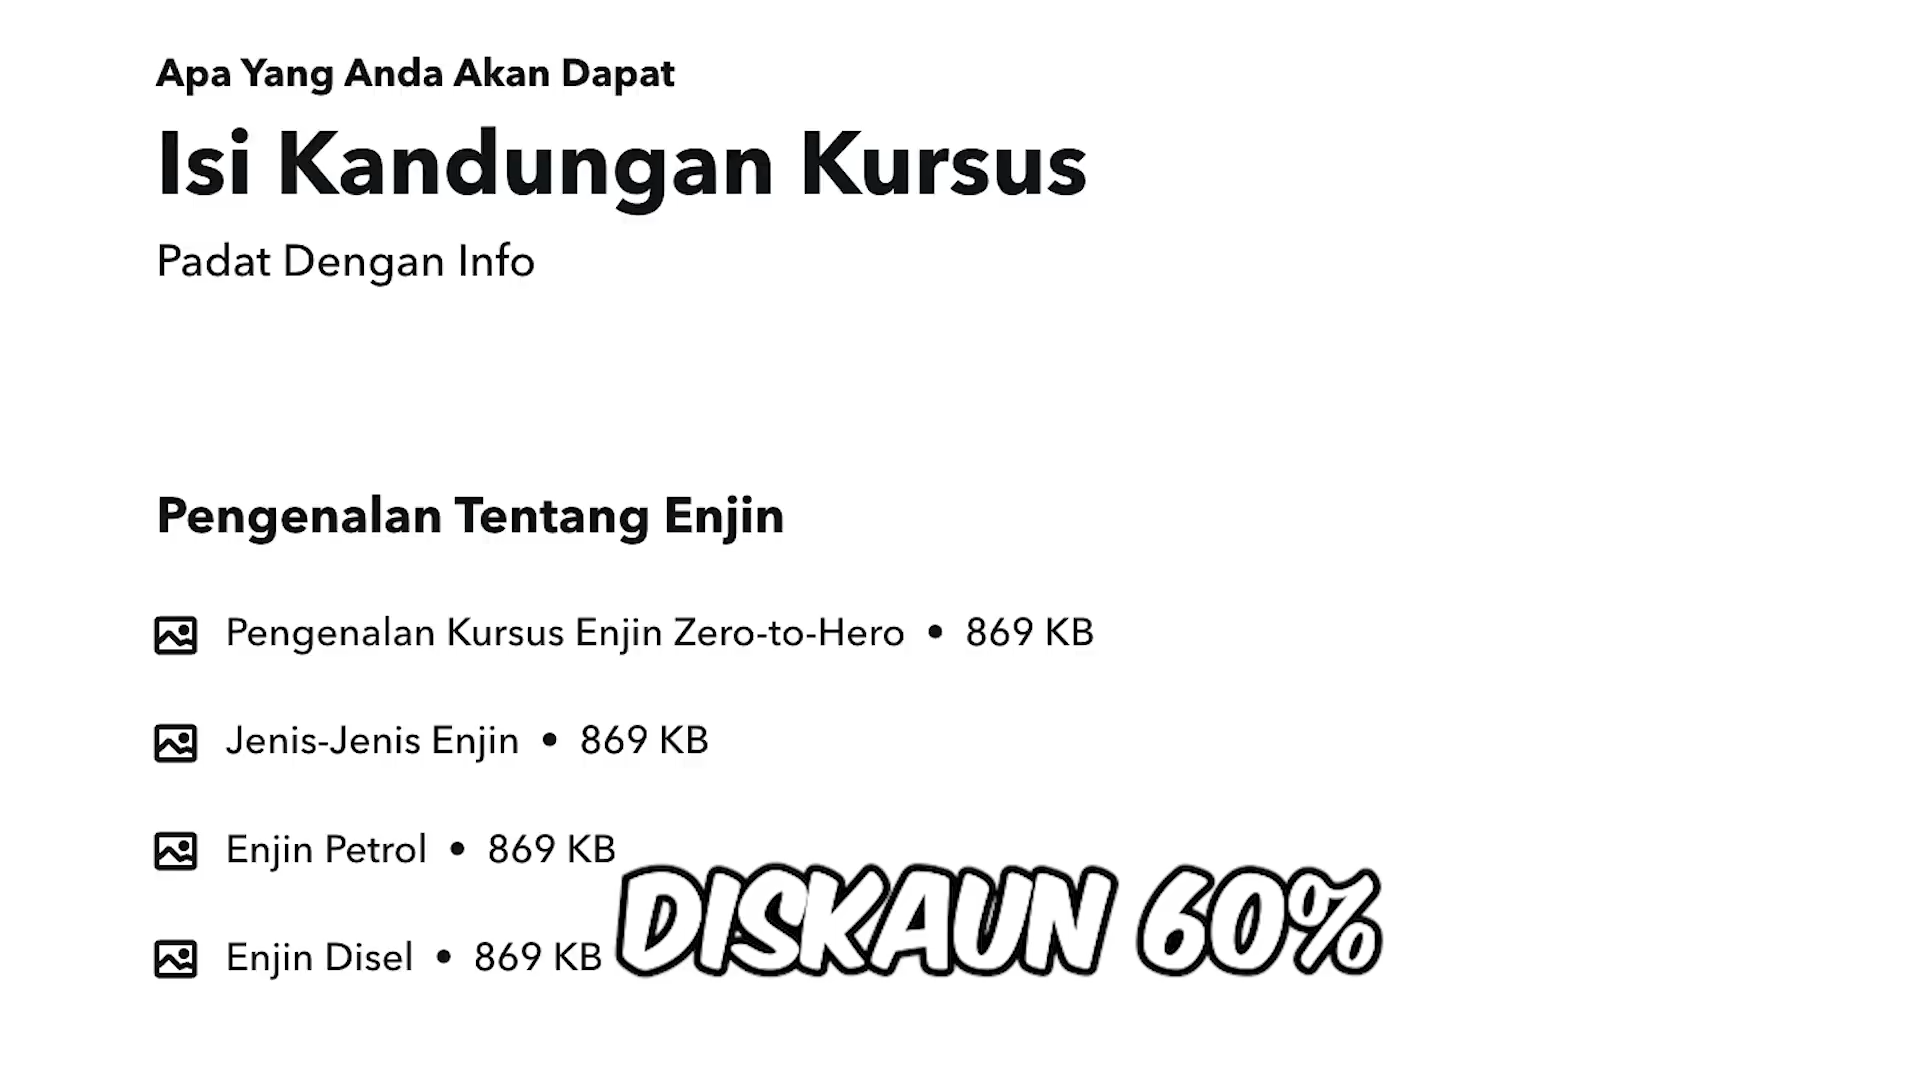 Apa Yang Anda Akan Dapat
Isi Kandungan Kursus
Padat Dengan Info
Pengenalan Tentang Enjin
Pengenalan Kursus Enjin Zero-to-Hero • 869 KB
Jenis-Jenis Enjin • 869 KB
Enjin Petrol • 869 KB
Enjin Disel • 869 KB
DISKAUN 60%